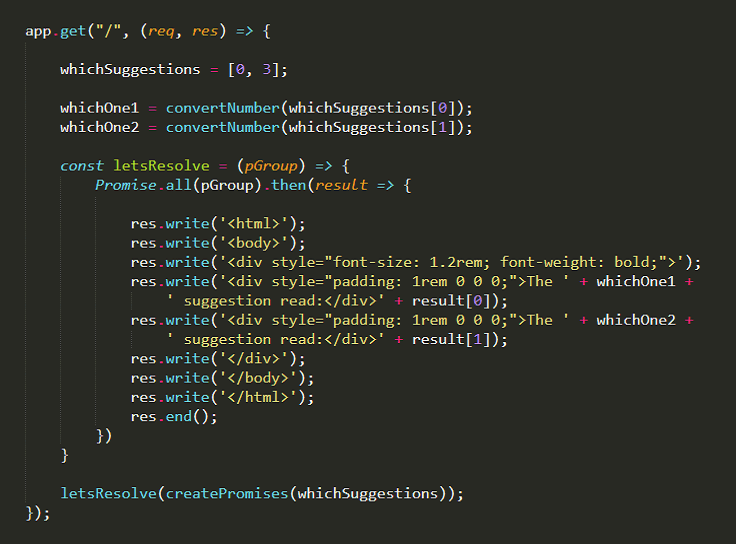 app.get("/", (req, res) => {
whichSuggestions = [0, 3];
whichOne1 = convertNumber(whichSuggestions[0]);
whichOne2 = convertNumber(whichSuggestions[1]);
const letsResolve = (pGroup) => {
Promise.all(pGroup).then(result => {
res.write('<html>');
res.write('<body>');
res.write('<div style="font-size: 1.2rem; font-weight: bold;">');
res.write('<div style="padding: 1rem 0 0 0;">The ' + whichOne1 +
' suggestion read:</div>' + result[0]);
res.write('<div style="padding: 1rem 0 0 0;">The ' + whichOne2 +
' suggestion read:</div>' + result[1]);
res.write('</div>');
res.write('</body>');
res.write('</html>');
res.end();
})
}
letsResolve(createPromises(whichSuggestions));
});